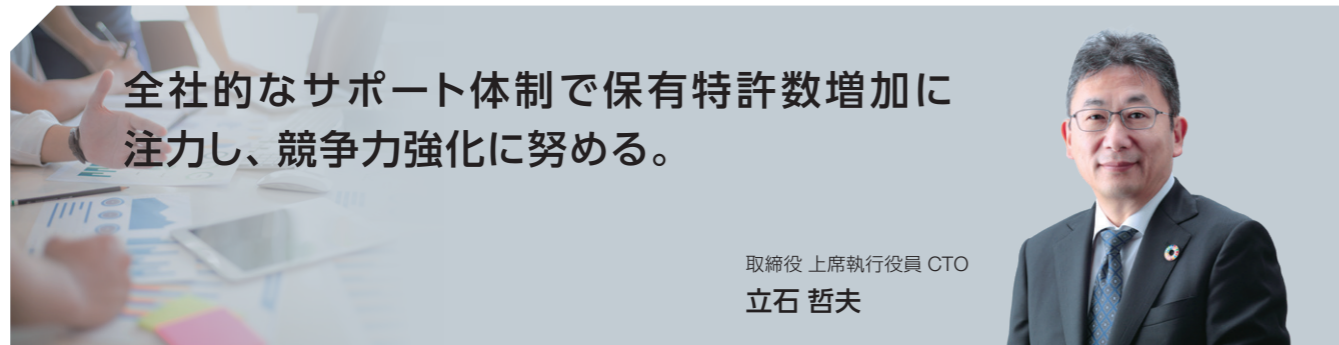 全社的なサポート体制で保有特許数増加に
注力し、競争力強化に努める。
取締役 上席執行役員 CTO
立石 哲夫